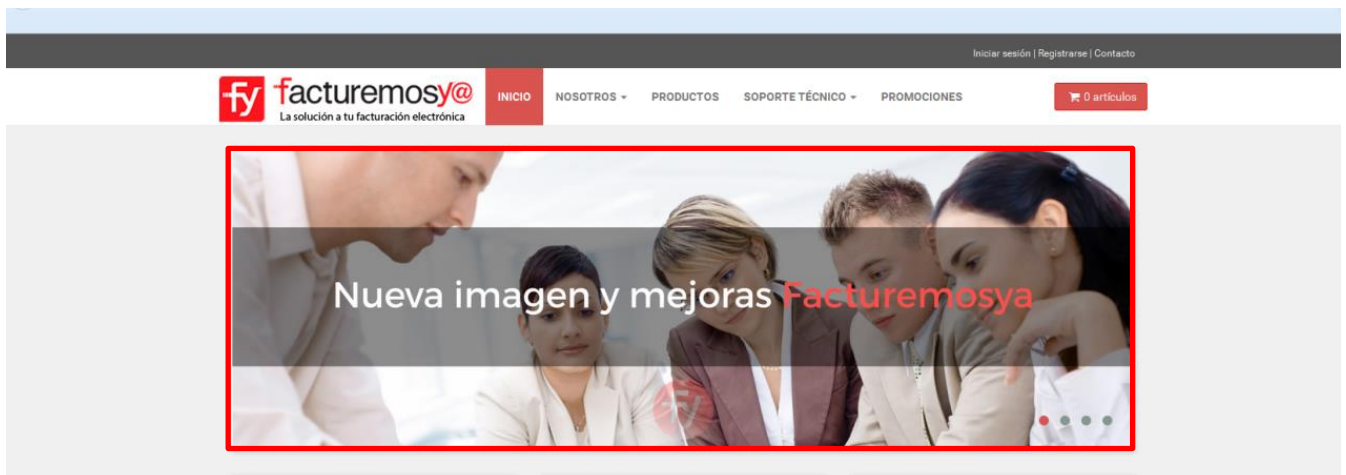 Iniciar sesión | Registrarse | Contacto
fy facturemosy@
La solución a tu facturación electrónica
INICIO NOSOTROS PRODUCTOS SOPORTE TÉCNICO PROMOCIONES
0 artículos
Nueva imagen y mejoras Facturemosya
fy